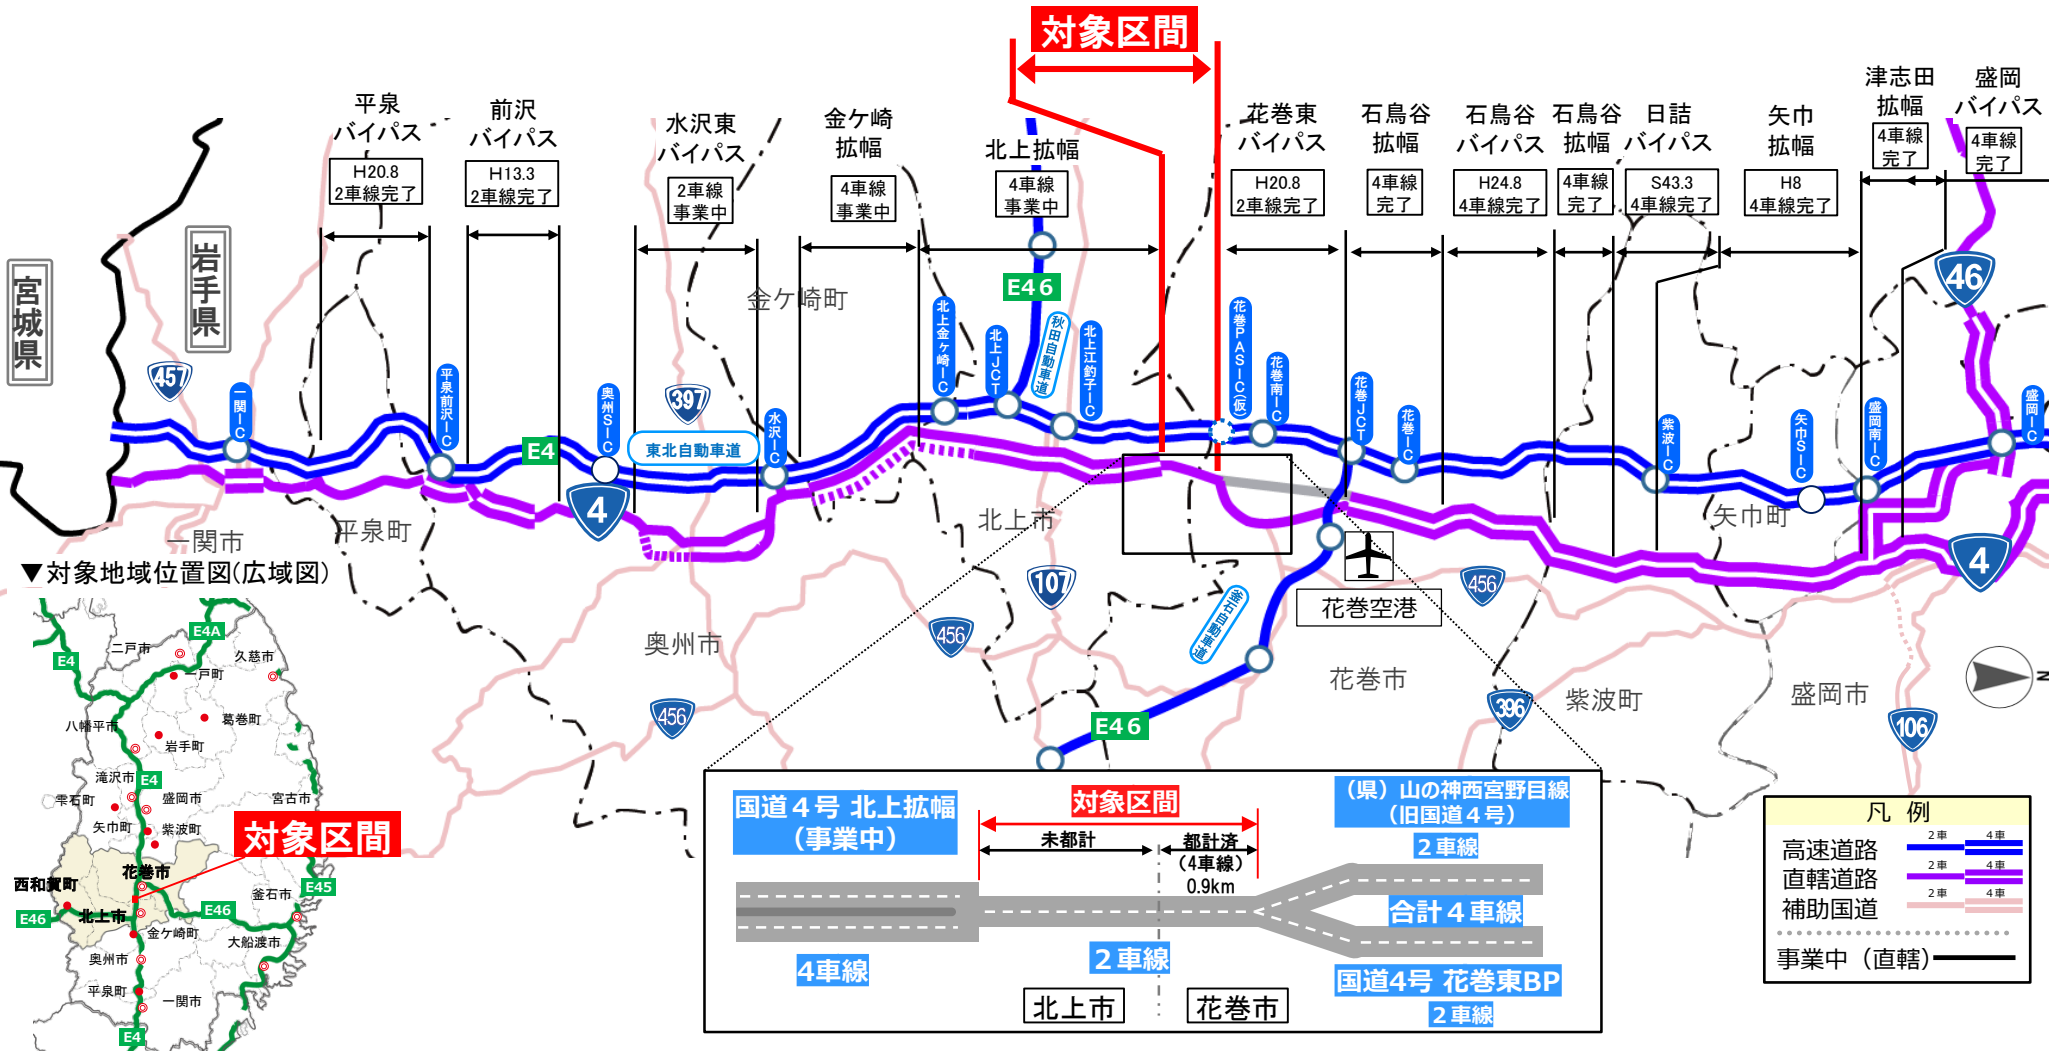 対象区間
平泉
バイパス
H20.8
2車線完了
前沢
バイパス
H13.3
2車線完了
水沢東
バイパス
2車線
事業中
金ケ崎
拡幅
4車線
事業中
北上拡幅
4車線
事業中
花巻東
バイパス
H20.8
2車線完了
石鳥谷
拡幅
4車線
完了
石鳥谷
バイパス
H24.8
4車線完了
石鳥谷
拡幅
4車線
完了
日詰
バイパス
S43.3
4車線完了
矢巾
拡幅
H8
4車線完了
津志田
拡幅
4車線
完了
盛岡
バイパス
4車線
完了
宮城県
岩手県
金ケ崎町
E46
46
457
397
一関IC
平泉前沢IC
奥州SIC
水沢IC
北上金ヶ崎IC
北上JCT
秋田自動車道
北上江釣子IC
花巻PASIC(仮)
花巻南IC
花巻JCT
花巻IC
紫波IC
矢巾SIC
盛岡南IC
盛岡IC
E4
東北自動車道
4
一関市
平泉町
北上市
矢巾町
4
107
456
釜石自動車道
花巻空港
456
奥州市
花巻市
紫波町
盛岡市
456
396
106
E46
N
▼対象地域位置図(広域図)
E4A
二戸市
久慈市
E4
一戸町
葛巻町
八幡平市
岩手町
滝沢市
E4
雫石町
盛岡市
宮古市
矢巾町
紫波町
対象区間
花巻市
西和賀町
E45
釜石市
E46
北上市
E46
金ケ崎町
大船渡市
奥州市
平泉町
一関市
E4
国道4号 北上拡幅
(事業中)
対象区間
未都計
都計済
(4車線)
0.9km
(県)山の神西宮野目線
(旧国道4号)
2車線
合計4車線
4車線
2車線
国道4号 花巻東BP
2車線
北上市
花巻市
凡 例
2車 4車
高速道路
2車 4車
直轄道路
2車 4車
補助国道
事業中(直轄)